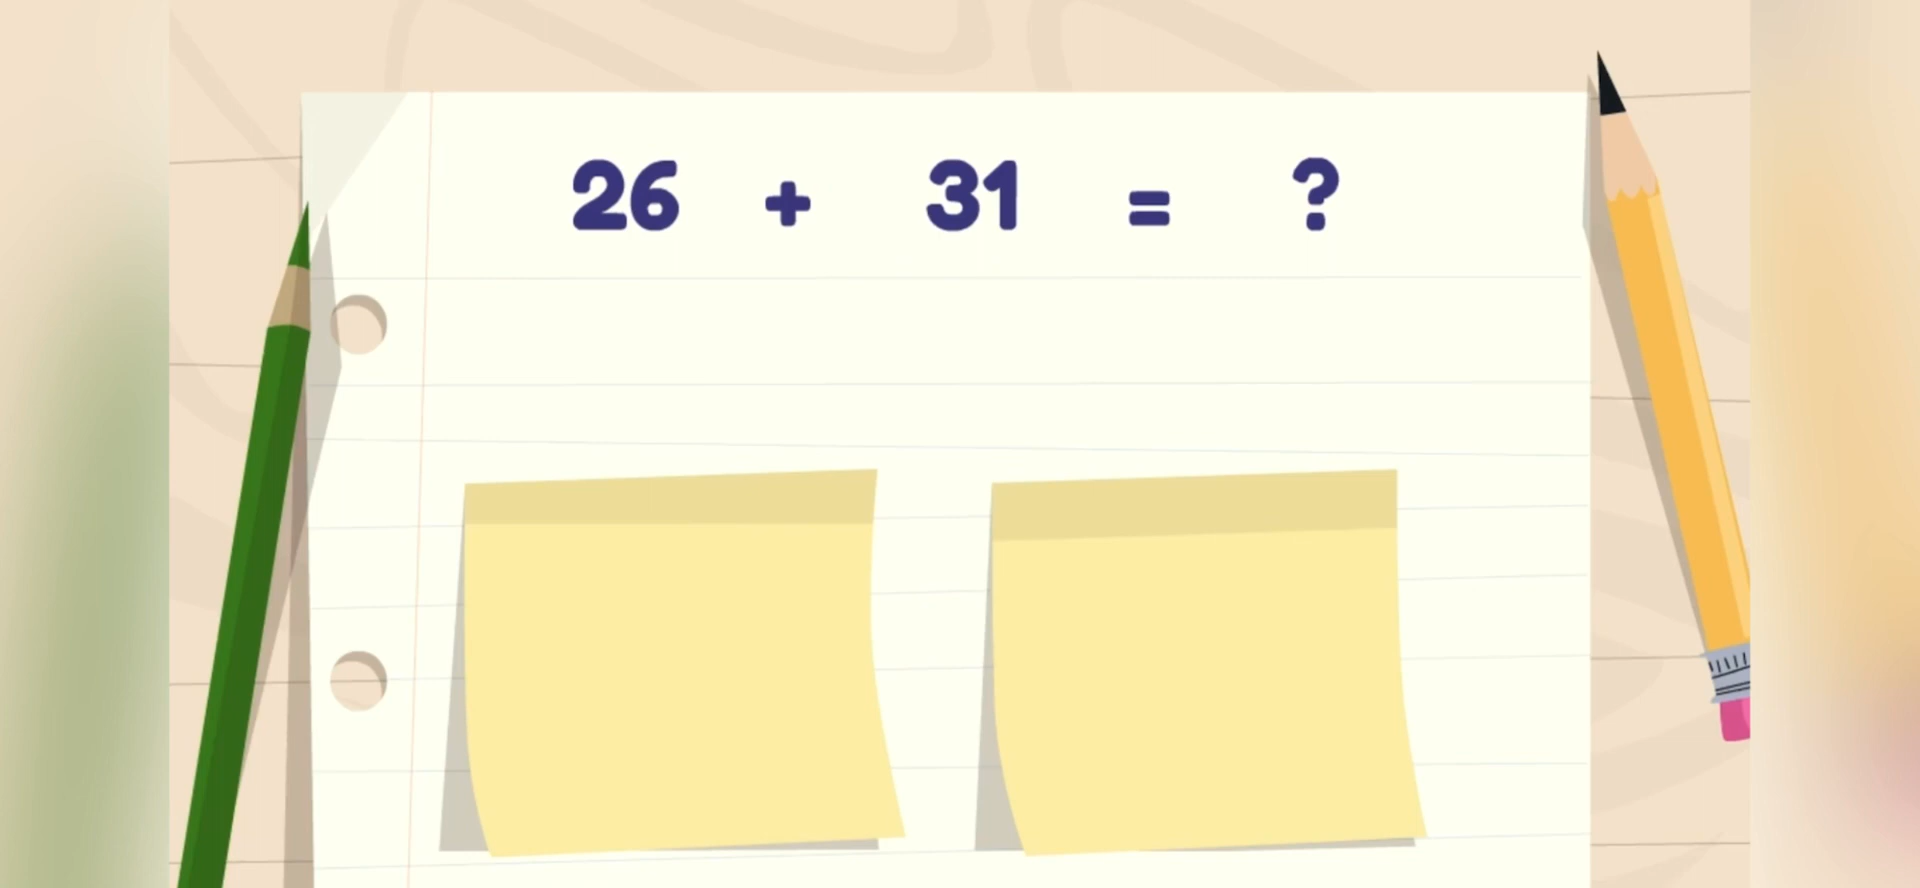 26 + 31 = ?